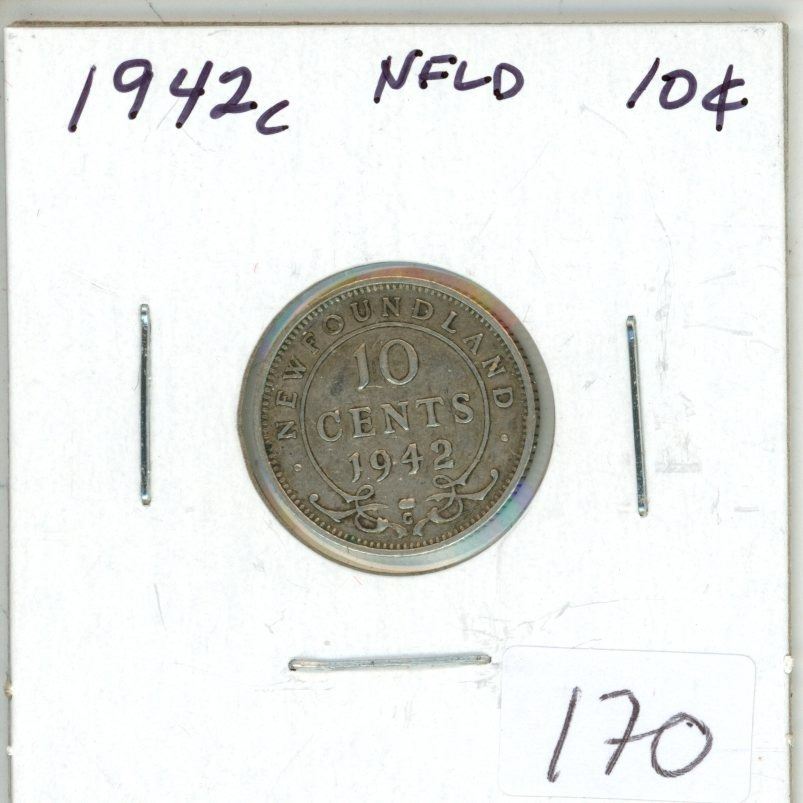 1942c NFLD 10¢
NEWFOUNDLAND
10
CENTS
1942
C
170